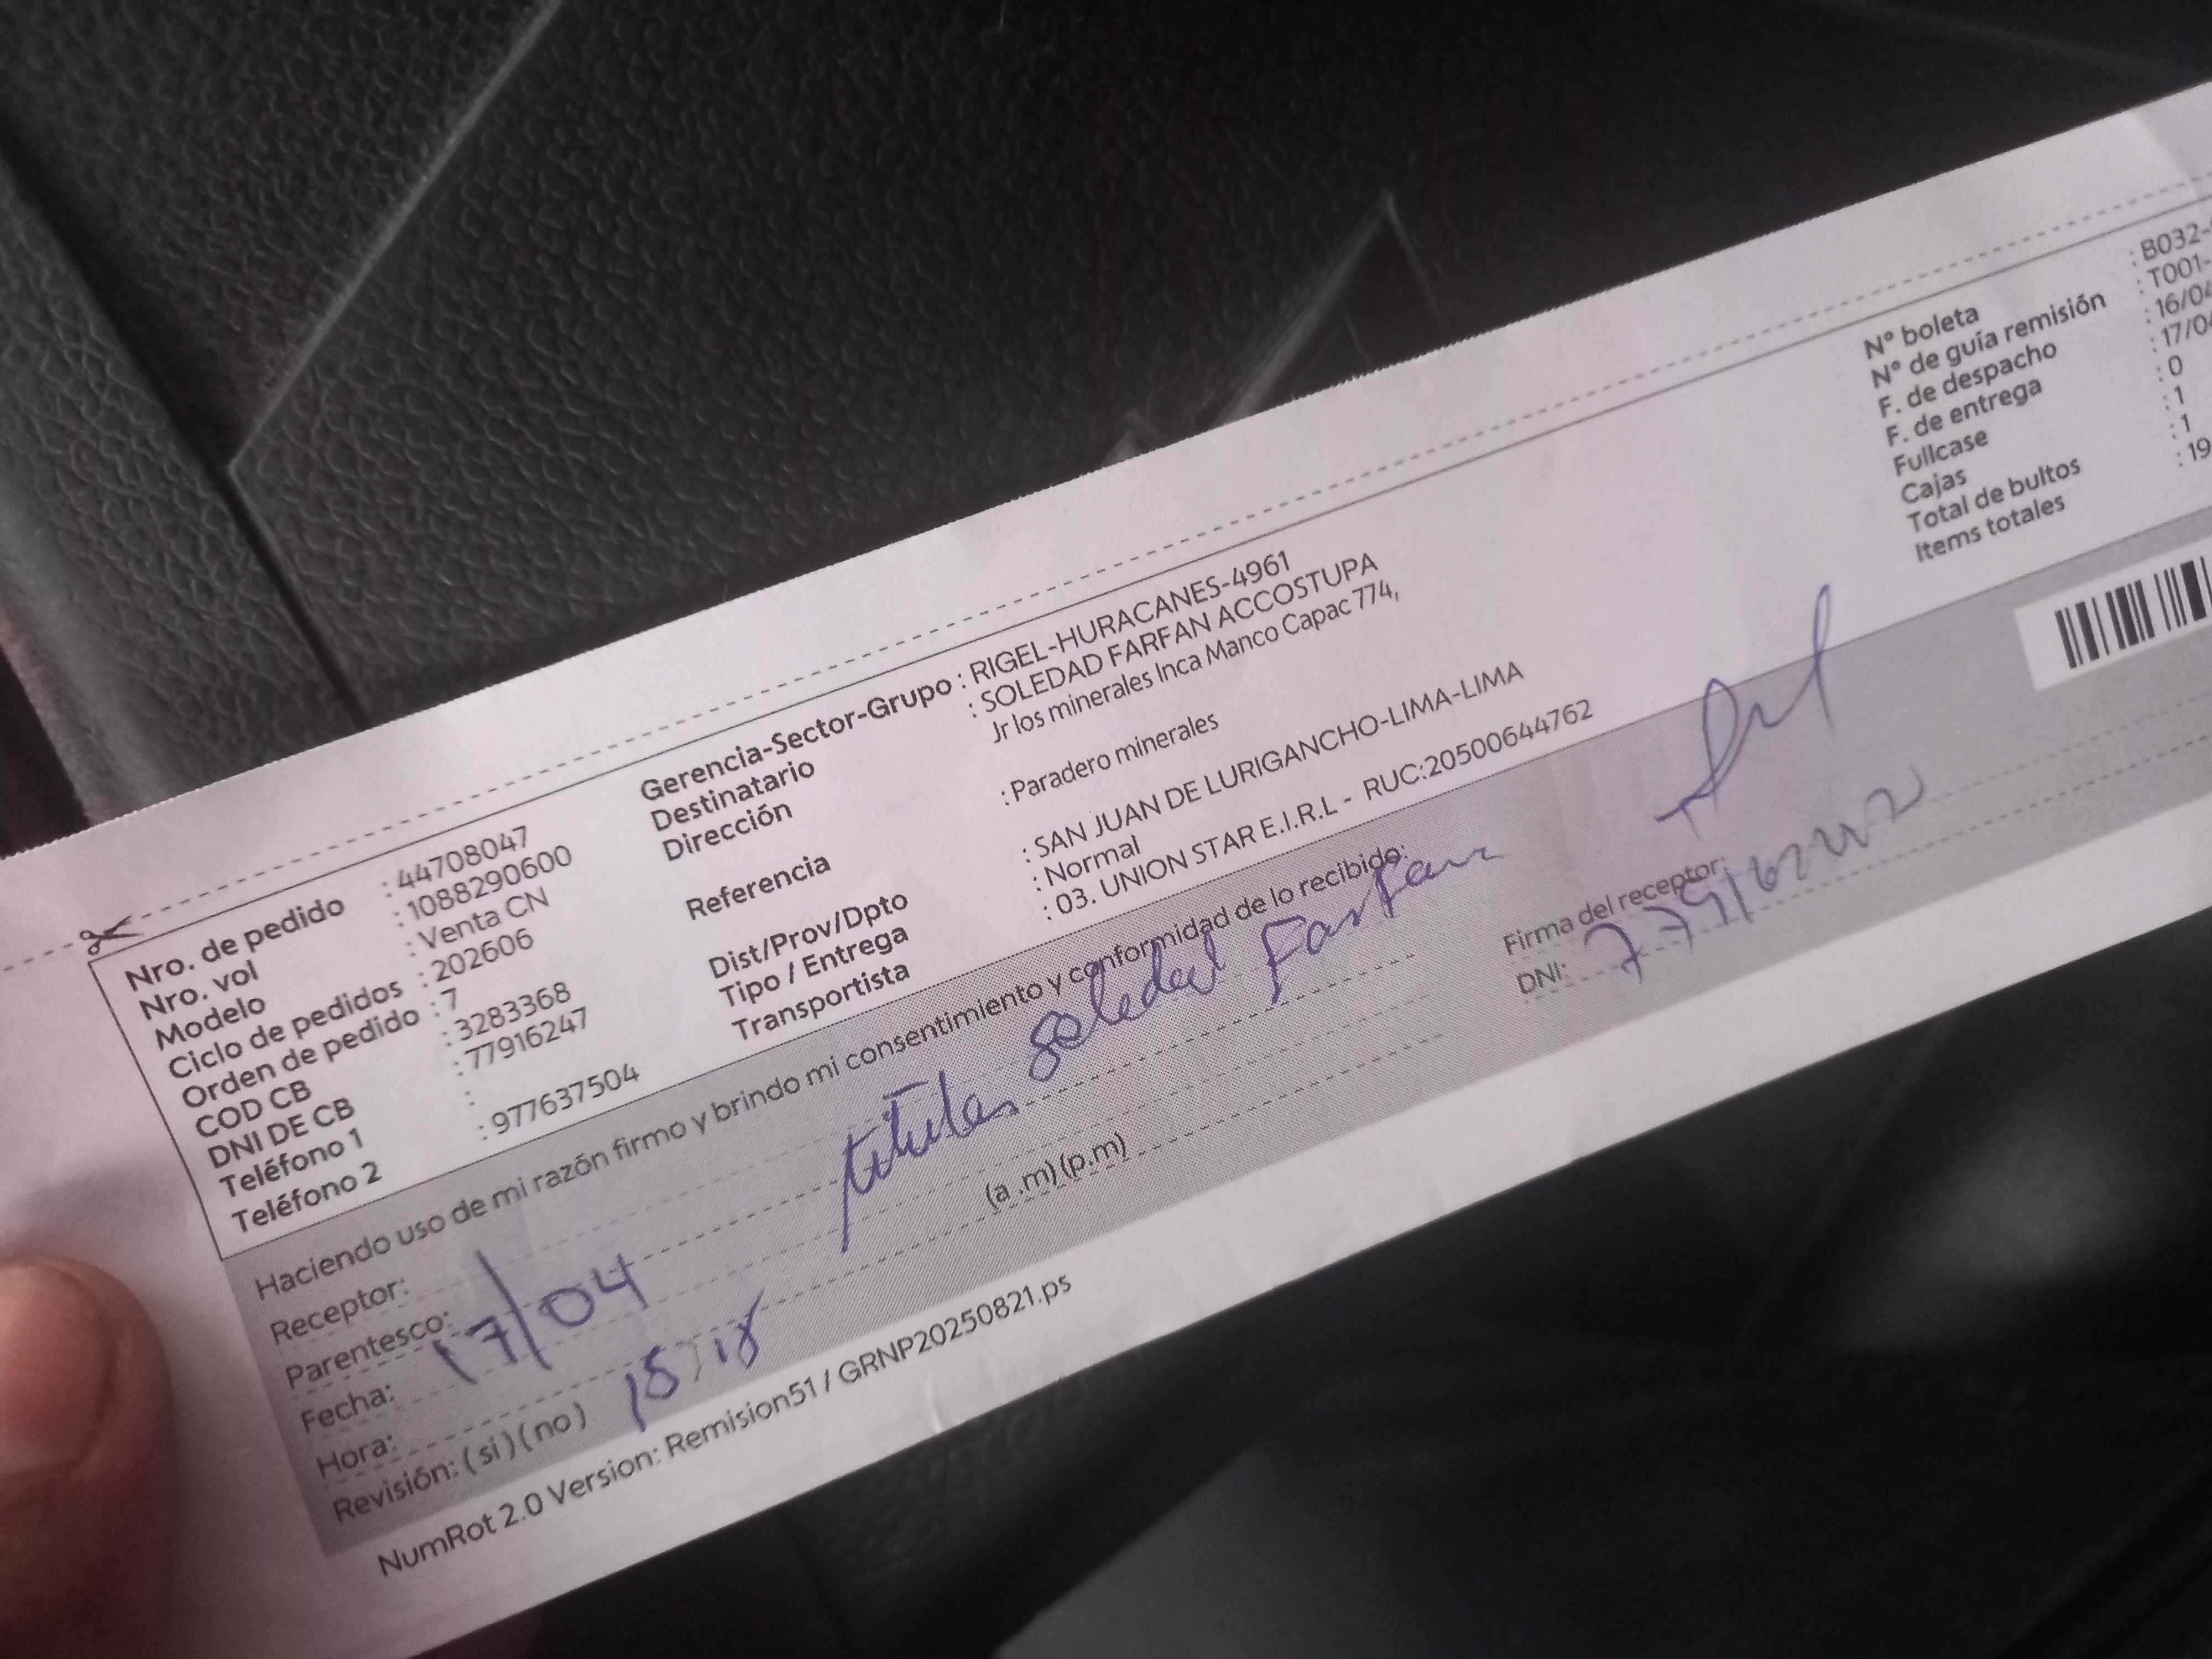 Nro. de pedido : 44708047
Nro. vol : 1088290600
Modelo : Venta CN
Ciclo de pedidos : 202606
Orden de pedido : 7
COD CB : 3283368
DNI DE CB : 77916247
Teléfono 1 :
Teléfono 2 : 977637504
Gerencia-Sector-Grupo : RIGEL-HURACANES-4961
Destinatario : SOLEDAD FARFAN ACCOSTUPA
Dirección Jr los minerales Inca Manco Capac 774,
Referencia : Paradero minerales
Dist/Prov/Dpto : SAN JUAN DE LURIGANCHO-LIMA-LIMA
Tipo / Entrega : Normal
Transportista : 03. UNION STAR E.I.R.L - RUC:20500644762
N° boleta : B032-
N° de guía remisión : T001-
F. de despacho : 16/04
F. de entrega : 17/04
Fullcase : 0
Cajas : 1
Total de bultos : 1
Items totales : 19
Haciendo uso de mi razón firmo y brindo mi consentimiento y conformidad de lo recibido:
Receptor: soledad Farfan
Parentesco: titular
Fecha: 17/04
Hora: 15:18 (a .m) (p.m)
Revisión: (si) (no)
Firma del receptor:
DNI:
NumRot 2.0 Version: Remision51 / GRNP20250821.ps